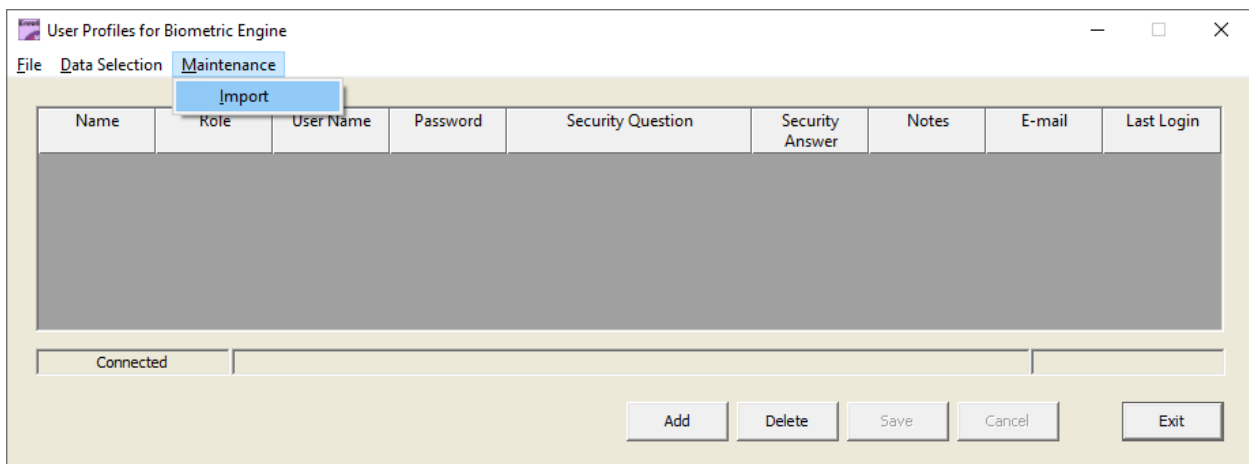 Enroll
User Profiles for Biometric Engine
File Data Selection Maintenance
Import
Name Role User Name Password Security Question Security Answer Notes E-mail Last Login
Connected
Add Delete Save Cancel Exit